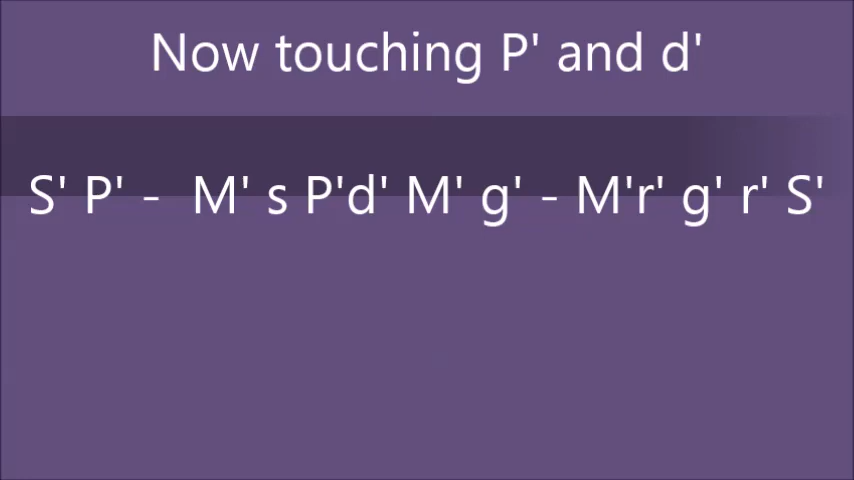 Now touching P' and d'
S' P' - M' s P'd' M' g' - M'r' g' r' S'